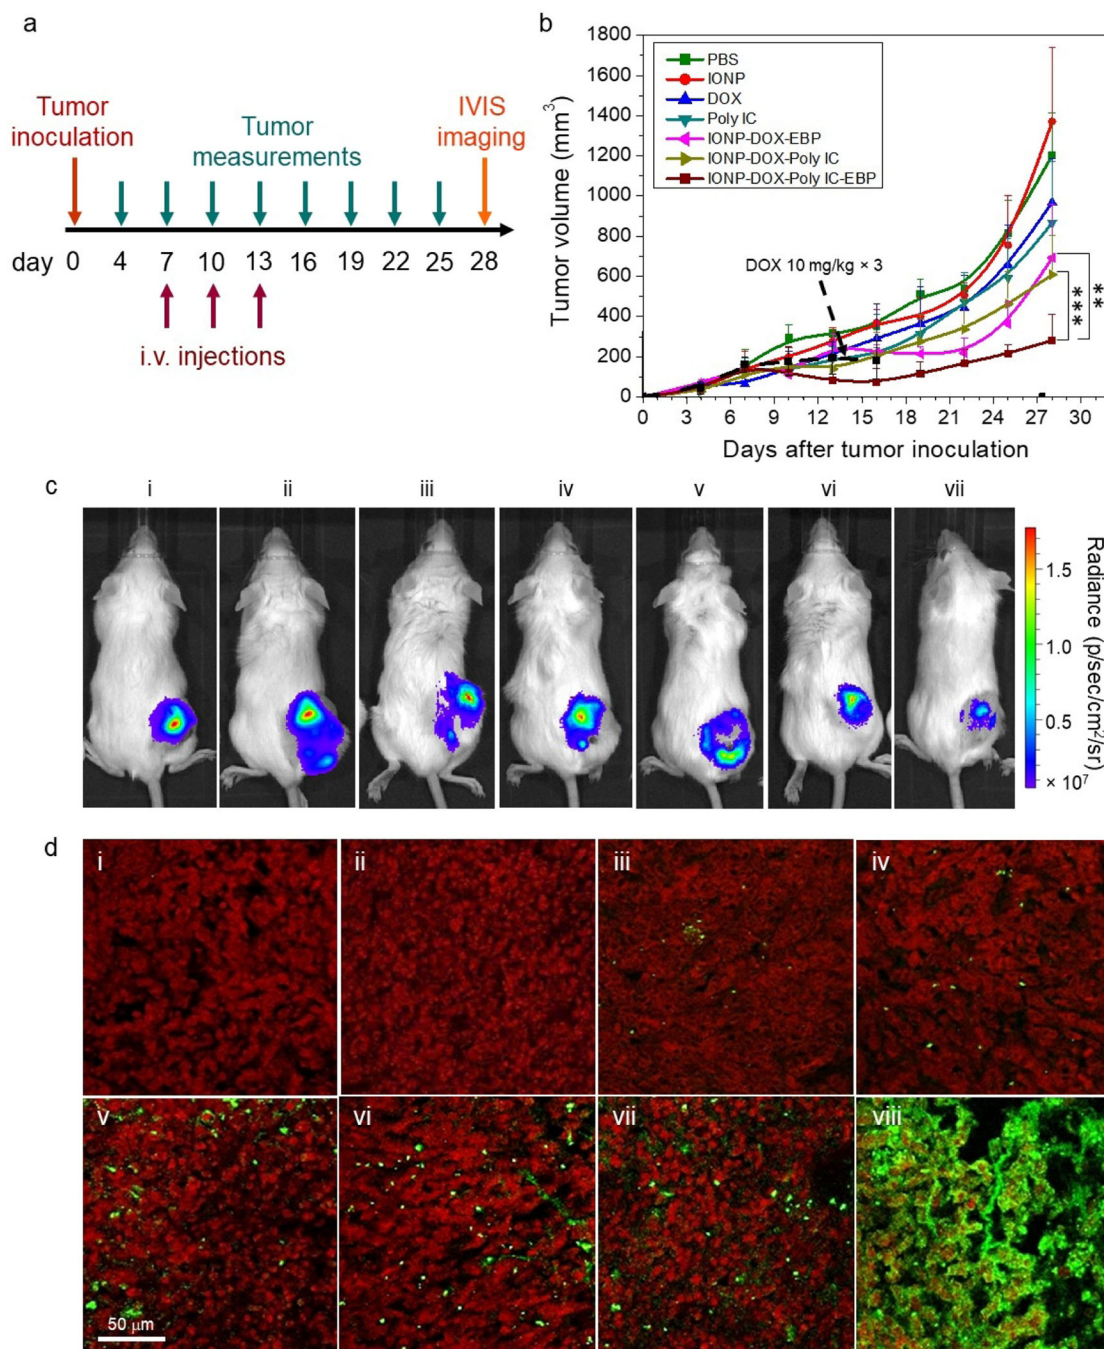 a
Tumor
inoculation
Tumor
measurements
IVIS
imaging
day 0 4 7 10 13 16 19 22 25 28
i.v. injections
b
Tumor volume (mm³)
1800
1600
1400
1200
1000
800
600
400
200
0
PBS
IONP
DOX
Poly IC
IONP-DOX-EBP
IONP-DOX-Poly IC
IONP-DOX-Poly IC-EBP
DOX 10 mg/kg × 3
***
**
0 3 6 9 12 15 18 21 24 27 30
Days after tumor inoculation
c
i ii iii iv v vi vii
1.5
1.0
0.5
× 10⁷
Radiance (p/sec/cm²/sr)
d
i ii iii iv
v vi vii viii
50 μm